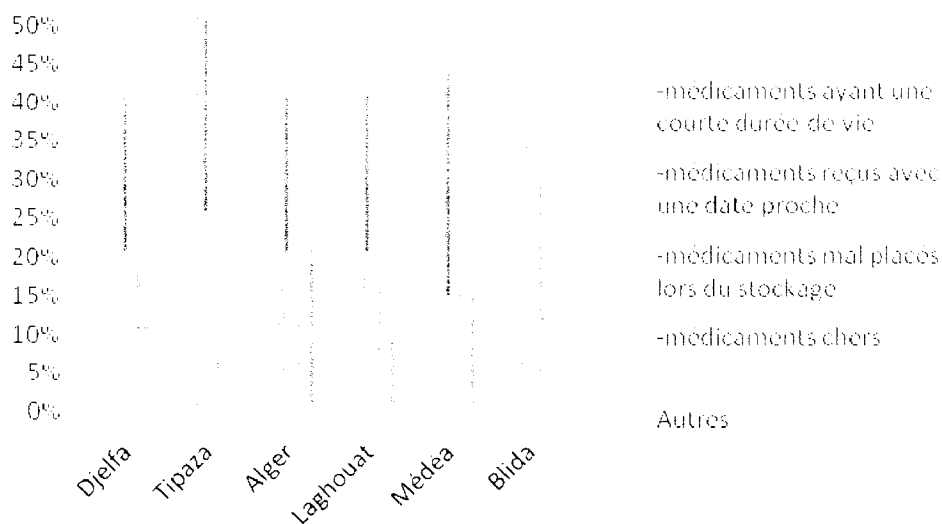 50%
45%
40%
35%
30%
25%
20%
15%
10%
5%
0%
Djelfa
Tipaza
Alger
Laghouat
Médéa
Blida
-médicaments ayant une
courte durée de vie
-médicaments reçus avec
une date proche
-médicaments mal placés
lors du stockage
-médicaments chers
Autres